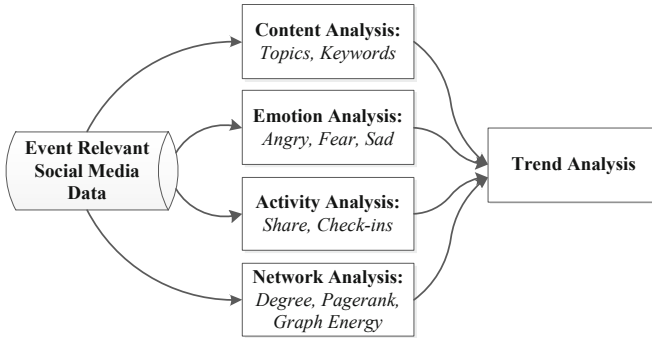 Event Relevant
Social Media
Data
Content Analysis:
Topics, Keywords
Emotion Analysis:
Angry, Fear, Sad
Activity Analysis:
Share, Check-ins
Network Analysis:
Degree, Pagerank,
Graph Energy
Trend Analysis